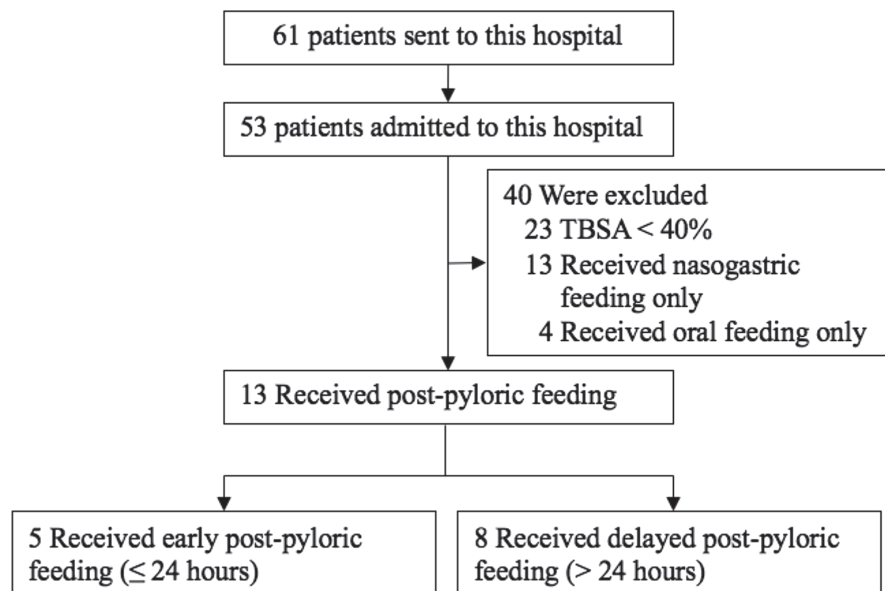 61 patients sent to this hospital
53 patients admitted to this hospital
40 Were excluded
23 TBSA < 40%
13 Received nasogastric
feeding only
4 Received oral feeding only
13 Received post-pyloric feeding
5 Received early post-pyloric
feeding (≤ 24 hours)
8 Received delayed post-pyloric
feeding (> 24 hours)